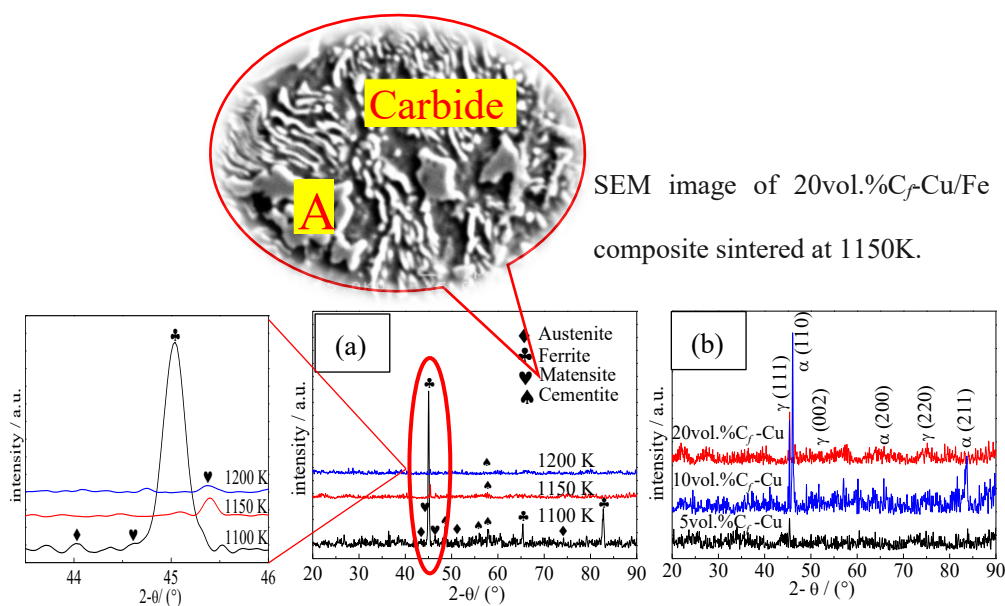 Carbide
A
SEM image of 20vol.%Cf-Cu/Fe
composite sintered at 1150K.
♣
♥
1200 K
1150 K
♦
♥
1100 K
intensity / a.u.
44
45
46
2-θ/ (°)
(a)
♦ Austenite
♣ Ferrite
♥ Matensite
♠ Cementite
♣
♠
1200 K
♠
1150 K
♥
1100 K
♣
♦
♥
♠
♦
♠
♠
♣
♦
intensity / a.u.
20 30 40 50 60 70 80 90
2-θ/ (°)
(b)
γ (111)
α (110)
γ (002)
α (200)
γ (220)
α (211)
20vol.%Cf -Cu
10vol.%Cf -Cu
5vol.%Cf -Cu
intensity / a.u.
20 30 40 50 60 70 80 90
2- θ / (°)